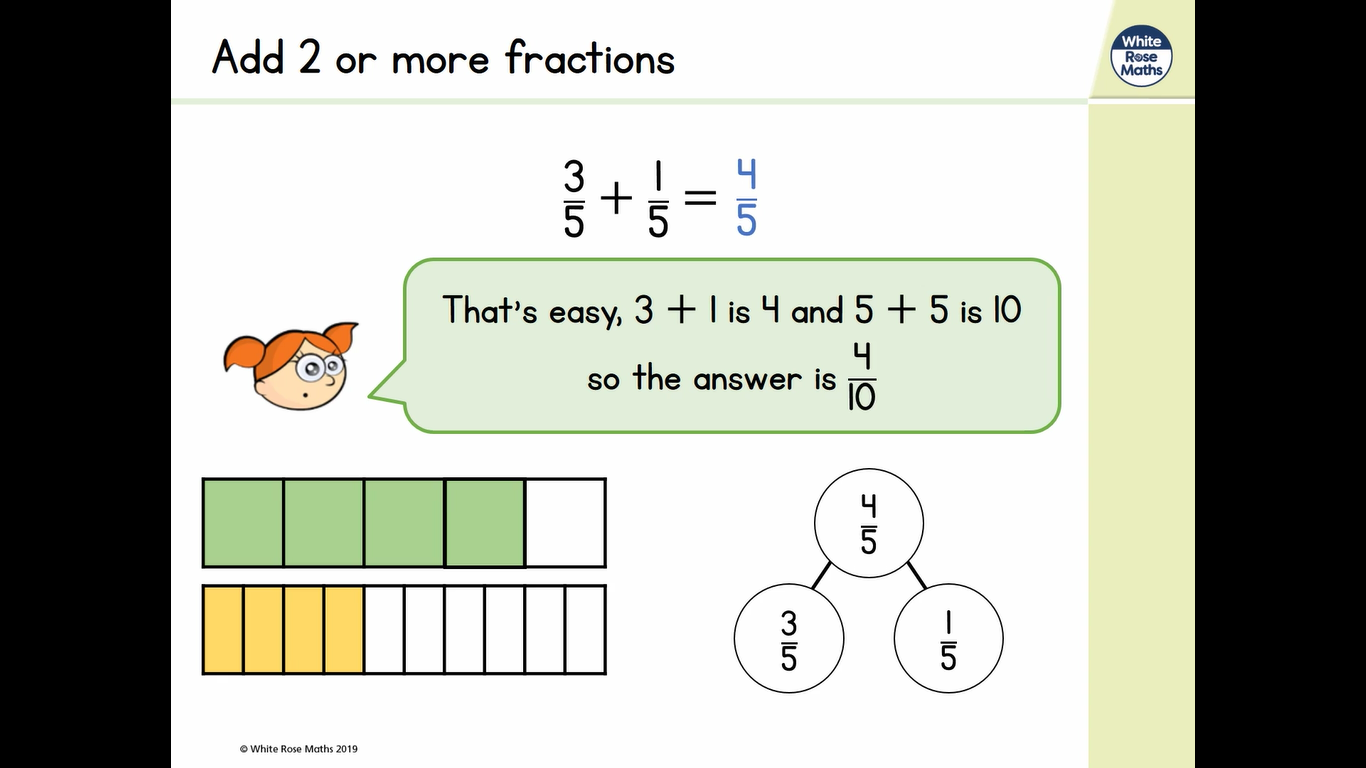 Add 2 or more fractions
White
Rose
Maths
3/5 + 1/5 = 4/5
That's easy, 3 + 1 is 4 and 5 + 5 is 10
so the answer is 4/10
4/5
3/5 1/5
© White Rose Maths 2019